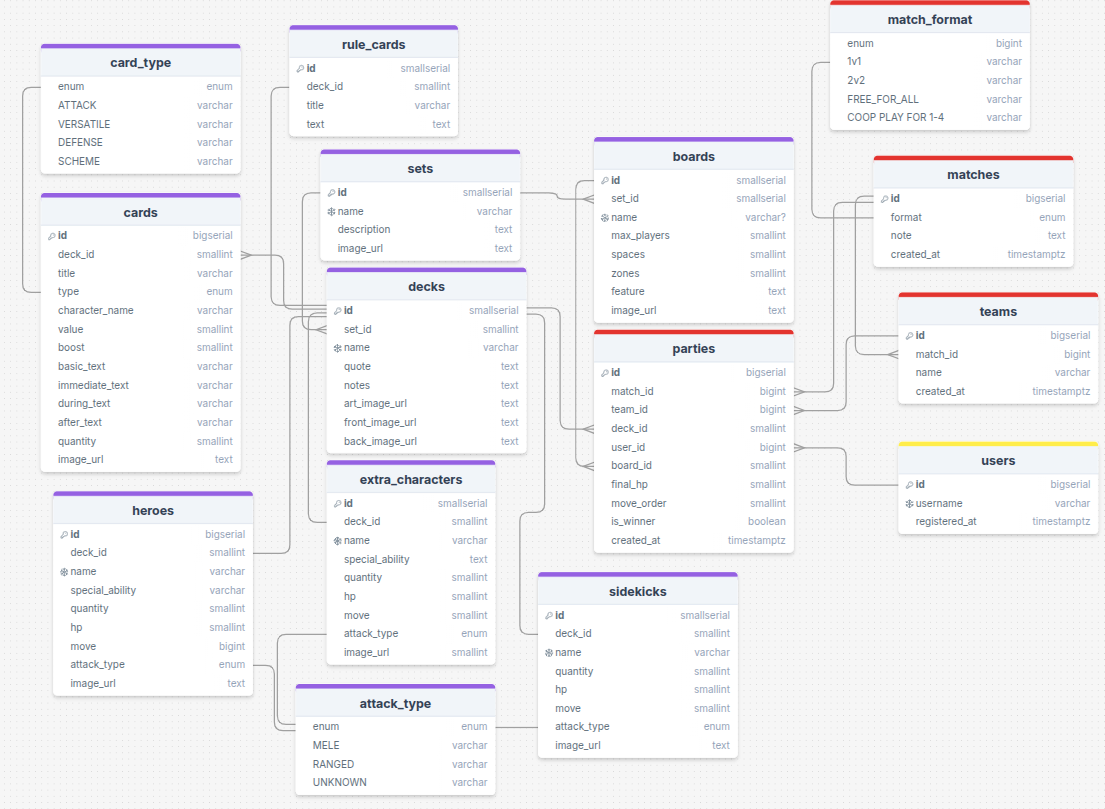 card_type
enum enum
ATTACK varchar
VERSATILE varchar
DEFENSE varchar
SCHEME varchar
rule_cards
id smallserial
deck_id smallint
title varchar
text text
match_format
enum bigint
1v1 varchar
2v2 varchar
FREE_FOR_ALL varchar
COOP PLAY FOR 1-4 varchar
cards
id bigserial
deck_id smallint
title varchar
type enum
character_name varchar
value smallint
boost smallint
basic_text varchar
immediate_text varchar
during_text varchar
after_text varchar
quantity smallint
image_url text
sets
id smallserial
name varchar
description text
image_url text
boards
id smallserial
set_id smallserial
name varchar?
max_players smallint
spaces smallint
zones smallint
feature text
image_url text
matches
id bigserial
format enum
note text
created_at timestamptz
decks
id smallserial
set_id smallint
name varchar
quote text
notes text
art_image_url text
front_image_url text
back_image_url text
parties
id bigserial
match_id bigint
team_id bigint
deck_id smallint
user_id bigint
board_id smallint
final_hp smallint
move_order smallint
is_winner boolean
created_at timestamptz
teams
id bigserial
match_id bigint
name varchar
created_at timestamptz
users
id bigserial
username varchar
registered_at timestamptz
heroes
id bigserial
deck_id smallint
name varchar
special_ability varchar
quantity smallint
hp smallint
move bigint
attack_type enum
image_url text
extra_characters
id smallserial
deck_id smallint
name varchar
special_ability text
quantity smallint
hp smallint
move smallint
attack_type enum
image_url smallint
sidekicks
id smallserial
deck_id smallint
name varchar
quantity smallint
hp smallint
move smallint
attack_type enum
image_url text
attack_type
enum enum
MELE varchar
RANGED varchar
UNKNOWN varchar